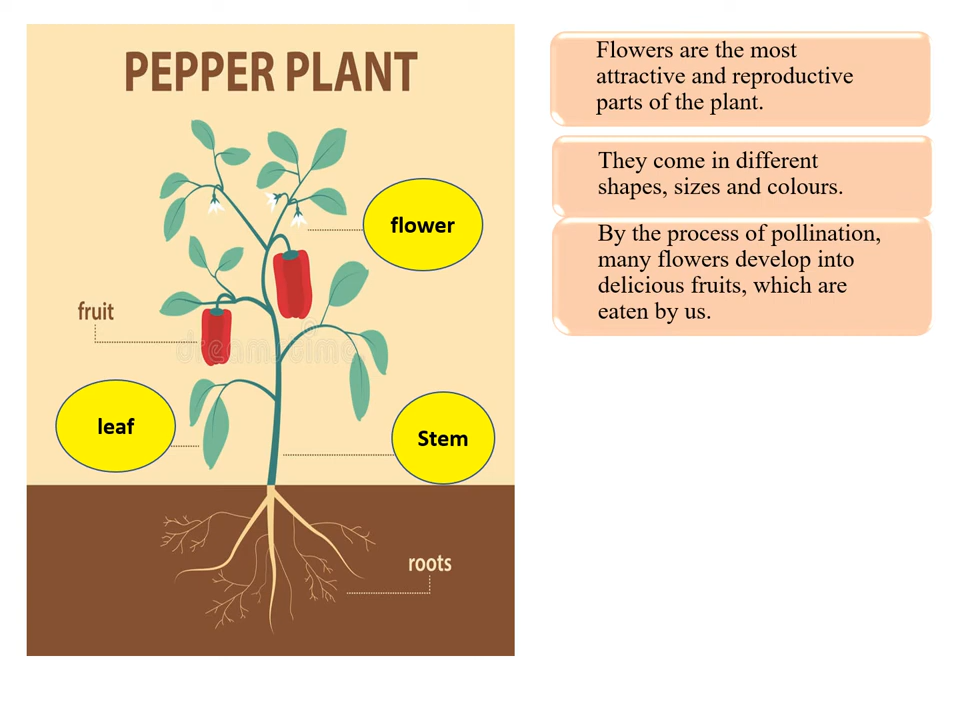 PEPPER PLANT
flower
fruit
dreamstime
leaf
Stem
roots
Flowers are the most
attractive and reproductive
parts of the plant.
They come in different
shapes, sizes and colours.
By the process of pollination,
many flowers develop into
delicious fruits, which are
eaten by us.